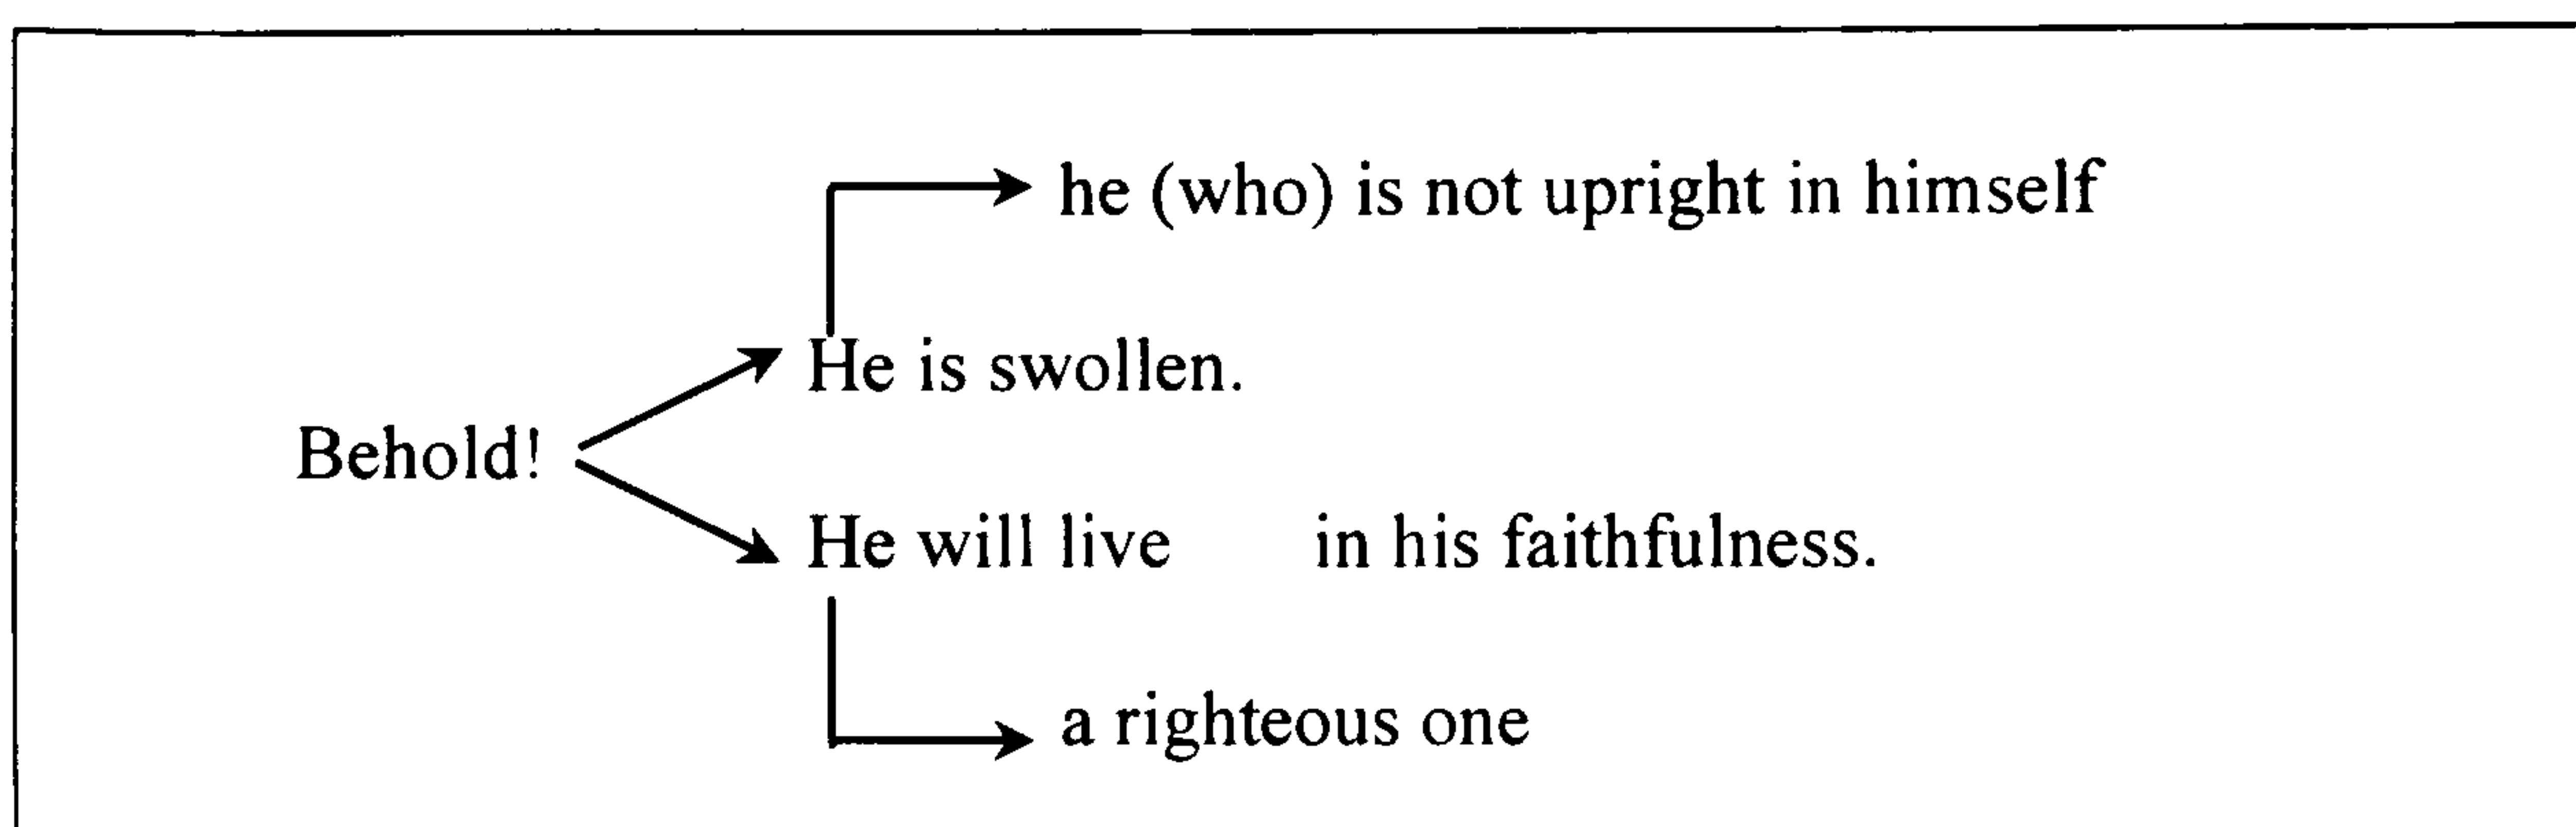 he (who) is not upright in himself
He is swollen.
Behold!
He will live in his faithfulness.
a righteous one